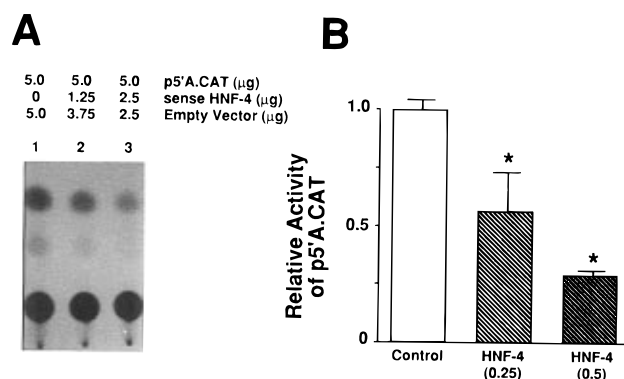 A
5.0 5.0 5.0 p5'A.CAT (μg)
0 1.25 2.5 sense HNF-4 (μg)
5.0 3.75 2.5 Empty Vector (μg)
1 2 3
B
Relative Activity
of p5'A.CAT
1.0
0.5
0
*
*
Control HNF-4 HNF-4
(0.25) (0.5)